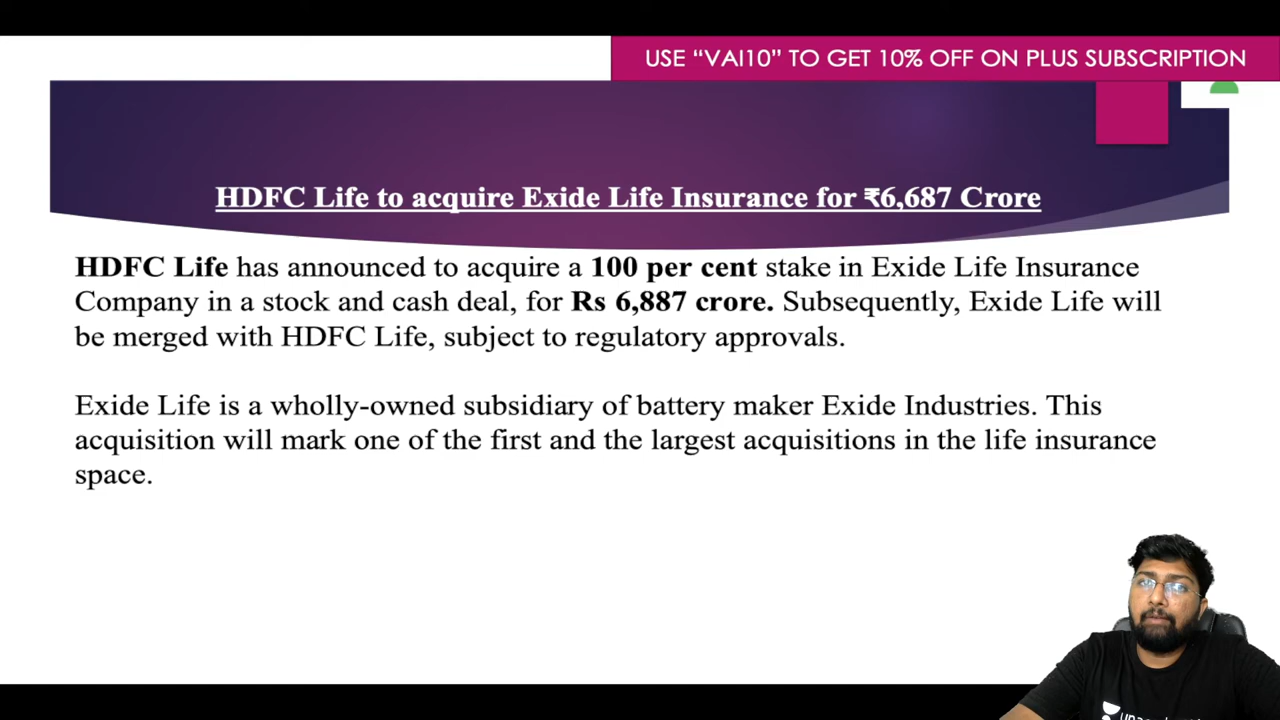 USE “VAI10” TO GET 10% OFF ON PLUS SUBSCRIPTION
HDFC Life to acquire Exide Life Insurance for ₹6,687 Crore
HDFC Life has announced to acquire a 100 per cent stake in Exide Life Insurance
Company in a stock and cash deal, for Rs 6,887 crore. Subsequently, Exide Life will
be merged with HDFC Life, subject to regulatory approvals.
Exide Life is a wholly-owned subsidiary of battery maker Exide Industries. This
acquisition will mark one of the first and the largest acquisitions in the life insurance
space.